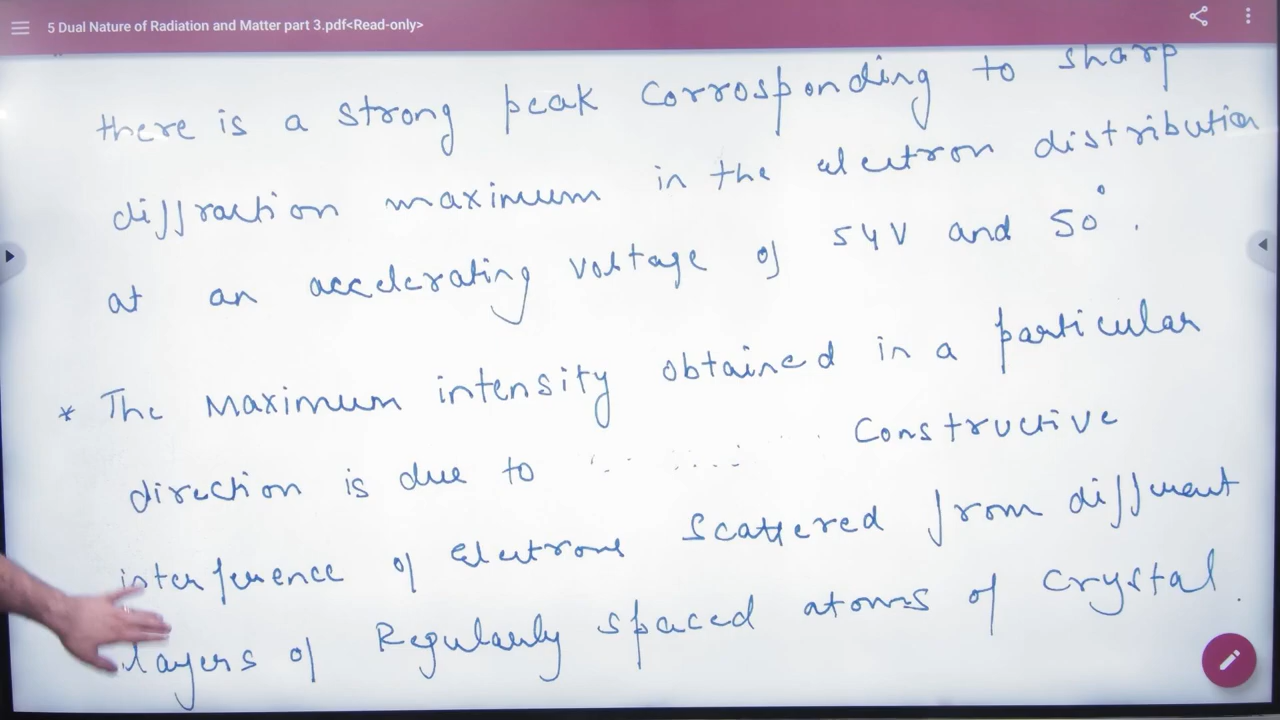 5 Dual Nature of Radiation and Matter part 3.pdf<Read-only>
there is a strong peak Corrosponding to sharp
diffraction maximum in the electron distribution
at an accelerating voltage of 54V and 50°.
* The Maximum intensity obtained in a particular
direction is due to Constructive
interference of Electrons Scattered from different
layers of Regularly spaced atoms of crystal.